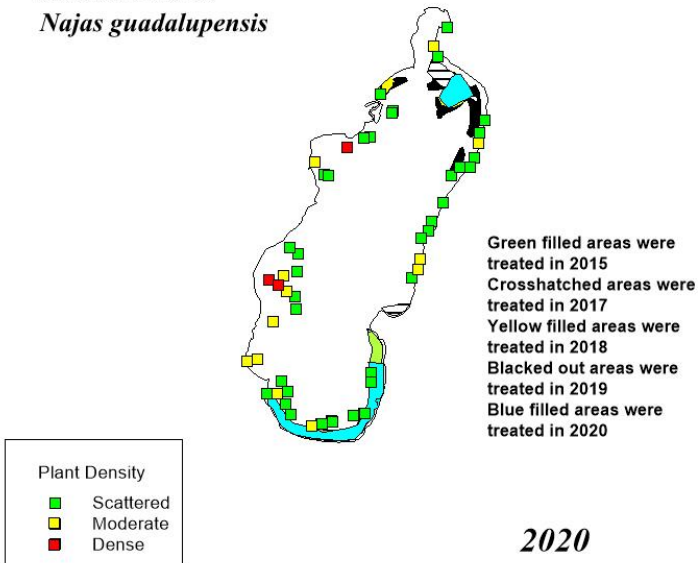 Najas guadalupensis
Green filled areas were
treated in 2015
Crosshatched areas were
treated in 2017
Yellow filled areas were
treated in 2018
Blacked out areas were
treated in 2019
Blue filled areas were
treated in 2020
Plant Density
Scattered
Moderate
Dense
2020